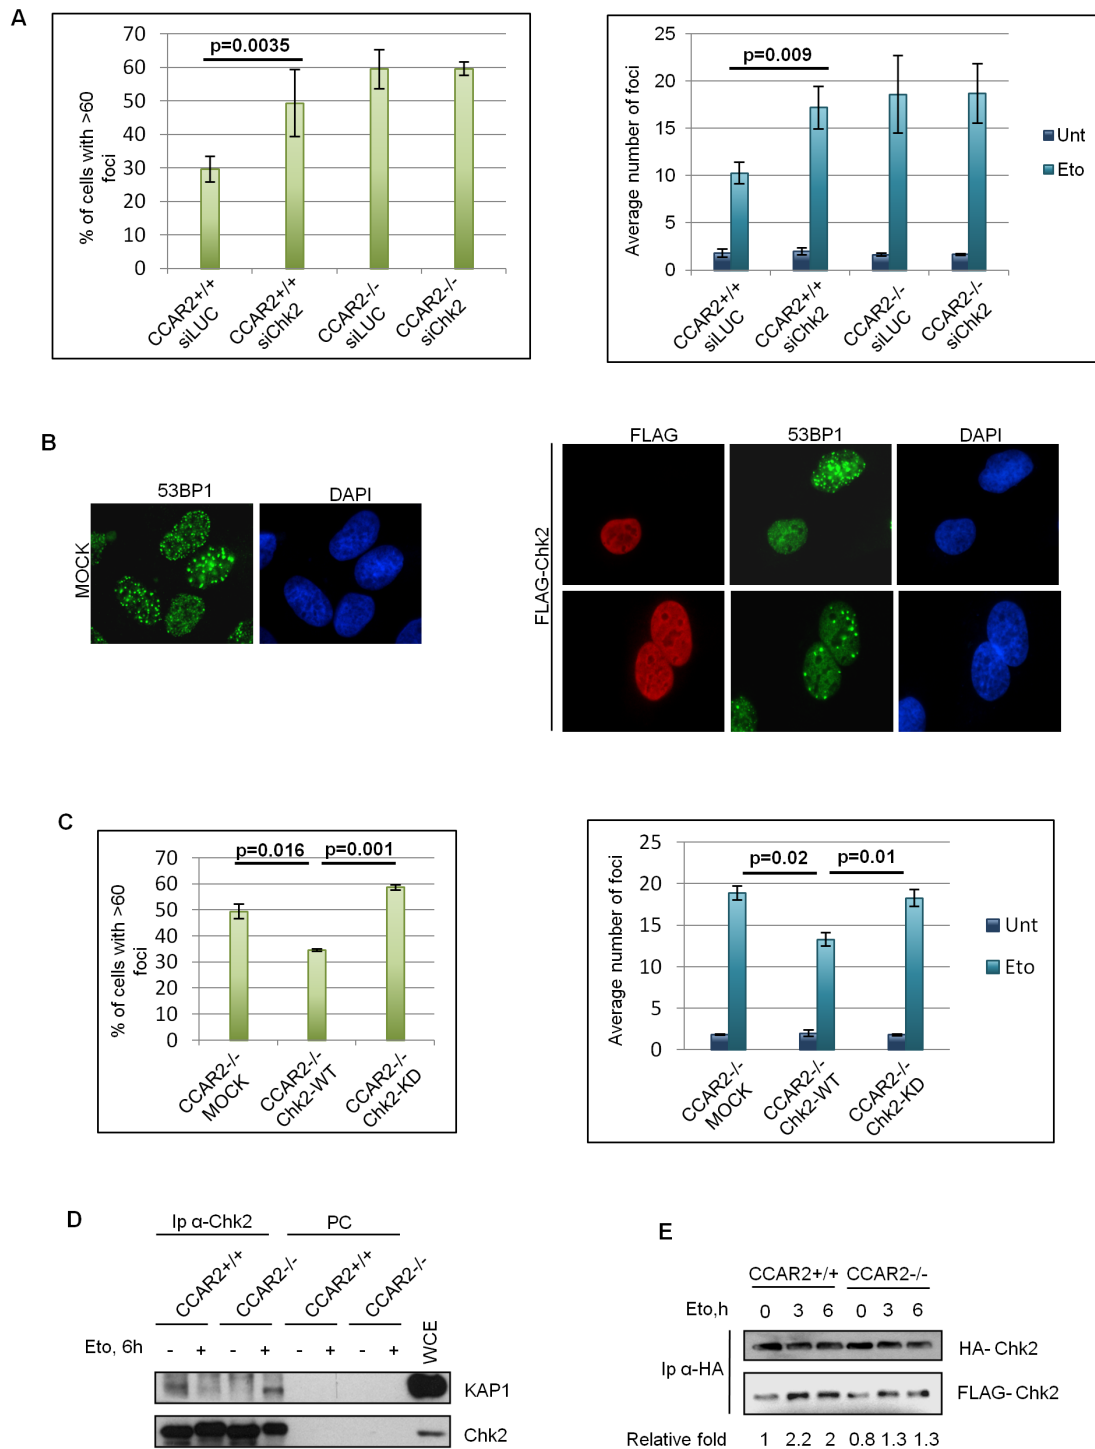 A
% of cells with >60
foci
70
60
50
40
30
20
10
0
p=0.0035
CCAR2+/+
siLUC
CCAR2+/+
siChk2
CCAR2-/-
siLUC
CCAR2-/-
siChk2
Average number of foci
25
20
15
10
5
0
p=0.009
CCAR2+/+
siLUC
CCAR2+/+
siChk2
CCAR2-/-
siLUC
CCAR2-/-
siChk2
Unt
Eto
B
53BP1
DAPI
MOCK
FLAG
53BP1
DAPI
FLAG-Chk2
C
% of cells with >60
foci
70
60
50
40
30
20
10
0
p=0.016
p=0.001
CCAR2-/-
MOCK
CCAR2-/-
Chk2-WT
CCAR2-/-
Chk2-KD
Average number of foci
25
20
15
10
5
0
p=0.02
p=0.01
CCAR2-/-
MOCK
CCAR2-/-
Chk2-WT
CCAR2-/-
Chk2-KD
Unt
Eto
D
Ip α-Chk2
PC
CCAR2+/+
CCAR2-/-
CCAR2+/+
CCAR2-/-
WCE
Eto, 6h - + - + - + - +
KAP1
Chk2
E
CCAR2+/+ CCAR2-/-
Eto,h 0 3 6 0 3 6
Ip α-HA
HA-Chk2
FLAG-Chk2
Relative fold 1 2.2 2 0.8 1.3 1.3